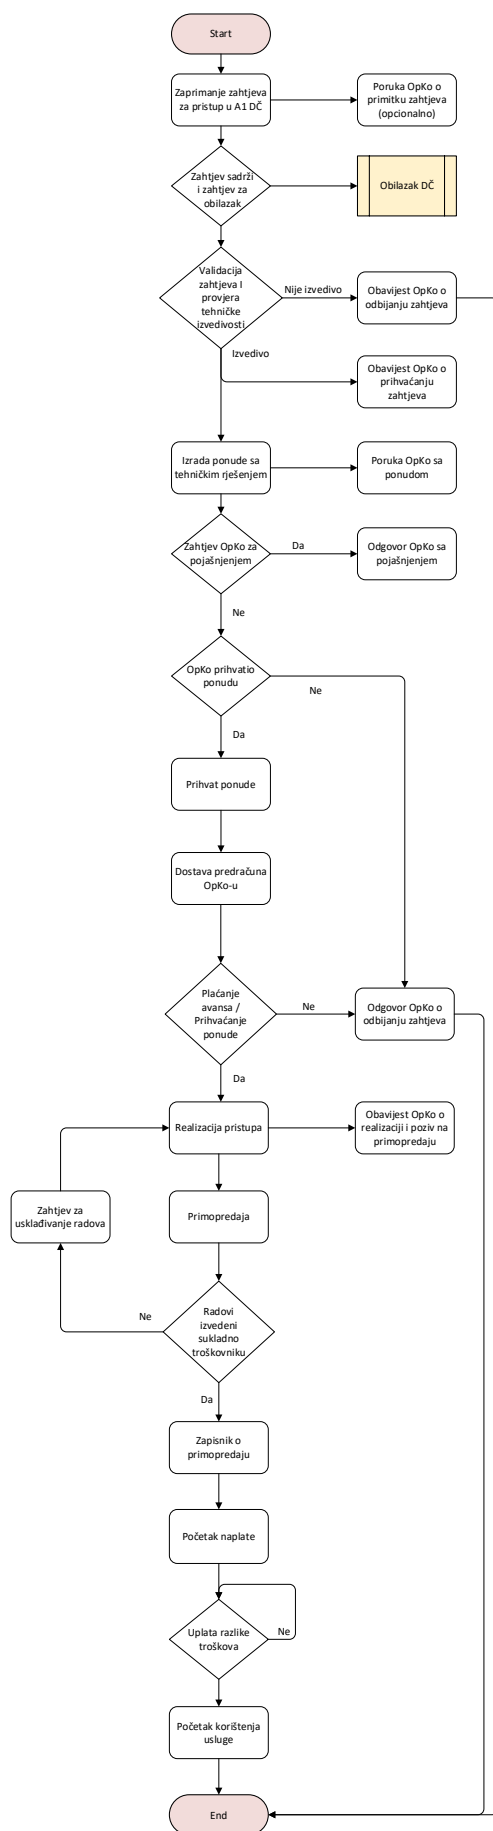 Start
Zaprimanje zahtjeva
za pristup u A1 DČ
Poruka OpKo o
primitku zahtjeva
(opcionalno)
Zahtjev sadrži
i zahtjev za
obilazak
Obilazak DČ
Validacija
zahtjeva I
provjera
tehničke
izvedivosti
Nije izvedivo
Obavijest OpKo o
odbijanju zahtjeva
Izvedivo
Obavijest OpKo o
prihvaćanju
zahtjeva
Izrada ponude sa
tehničkim rješenjem
Poruka OpKo sa
ponudom
Zahtjev OpKo za
pojašnjenjem
Da
Odgovor OpKo sa
pojašnjenjem
Ne
OpKo prihvatio
ponudu
Ne
Da
Prihvat ponude
Dostava predračuna
OpKo-u
Plaćanje
avansa /
Prihvaćanje
ponude
Ne
Odgovor OpKo o
odbijanju zahtjeva
Da
Realizacija pristupa
Obavijest OpKo o
realizaciji i poziv na
primopredaju
Zahtjev za
usklađivanje radova
Primopredaja
Radovi
izvedeni
sukladno
troškovniku
Ne
Da
Zapisnik o
primopredaju
Početak naplate
Uplata razlike
troškova
Ne
Početak korištenja
usluge
End